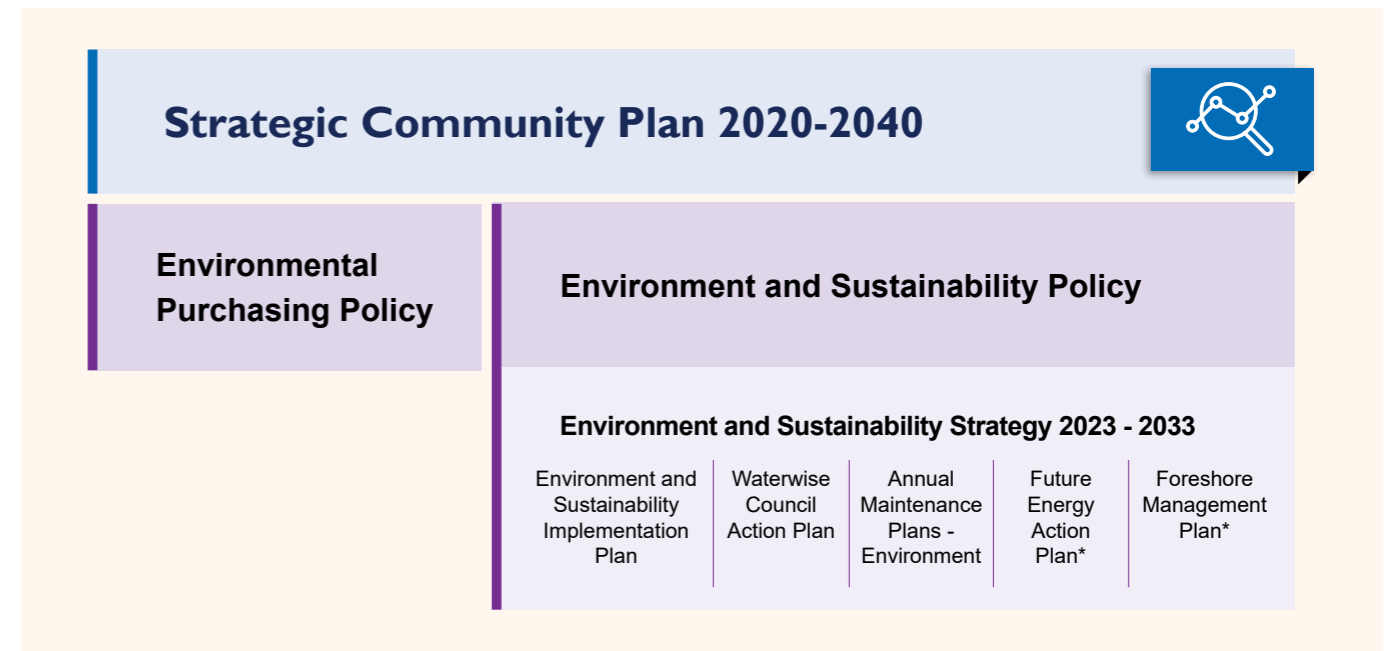 Strategic Community Plan 2020-2040
Environmental
Purchasing Policy
Environment and Sustainability Policy
Environment and Sustainability Strategy 2023 - 2033
Environment and
Sustainability
Implementation
Plan
Waterwise
Council
Action Plan
Annual
Maintenance
Plans -
Environment
Future
Energy
Action
Plan*
Foreshore
Management
Plan*